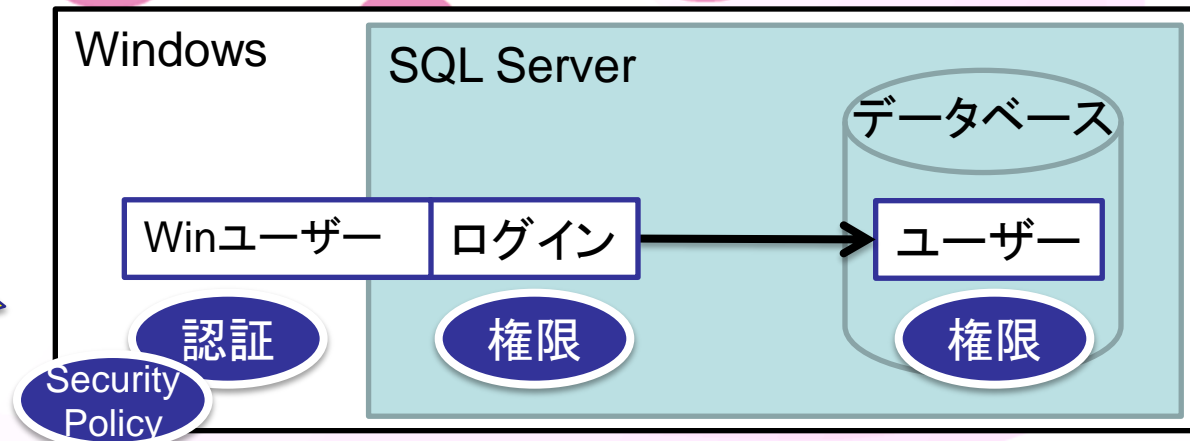 Windows
SQL Server
データベース
Winユーザー
ログイン
ユーザー
認証
権限
権限
Security
Policy